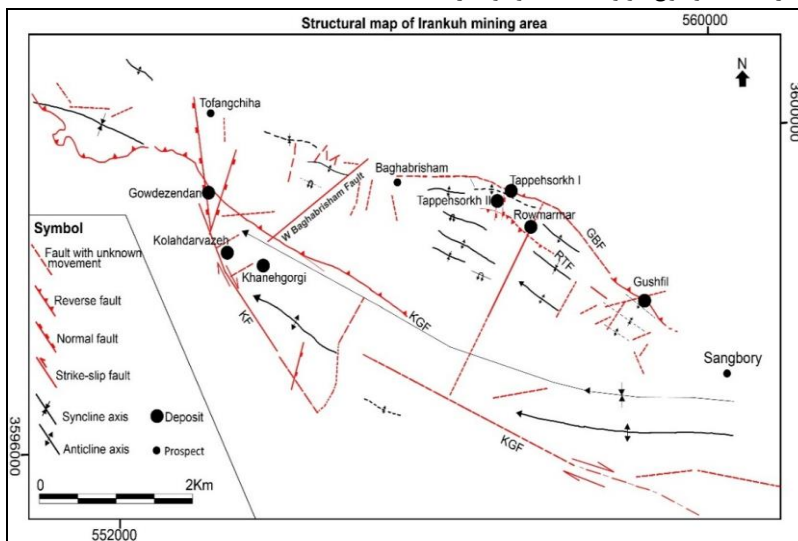 Structural map of Irankuh mining area
560000
N
3600000
Tofangchiha
Baghabrisham
Tappehsorkh I
Gowdezendan
Tappehsorkh II
W Baghabrisham Fault
Rowmarmar
GBF
Symbol
Kolahdarvazeh
RTF
Fault with unknown
movement
Khanehgorgi
Gushfil
Reverse fault
KF
KGF
Normal fault
Sangbory
Strike-slip fault
Syncline axis
Deposit
Anticline axis
Prospect
KGF
3596000
0
2Km
552000